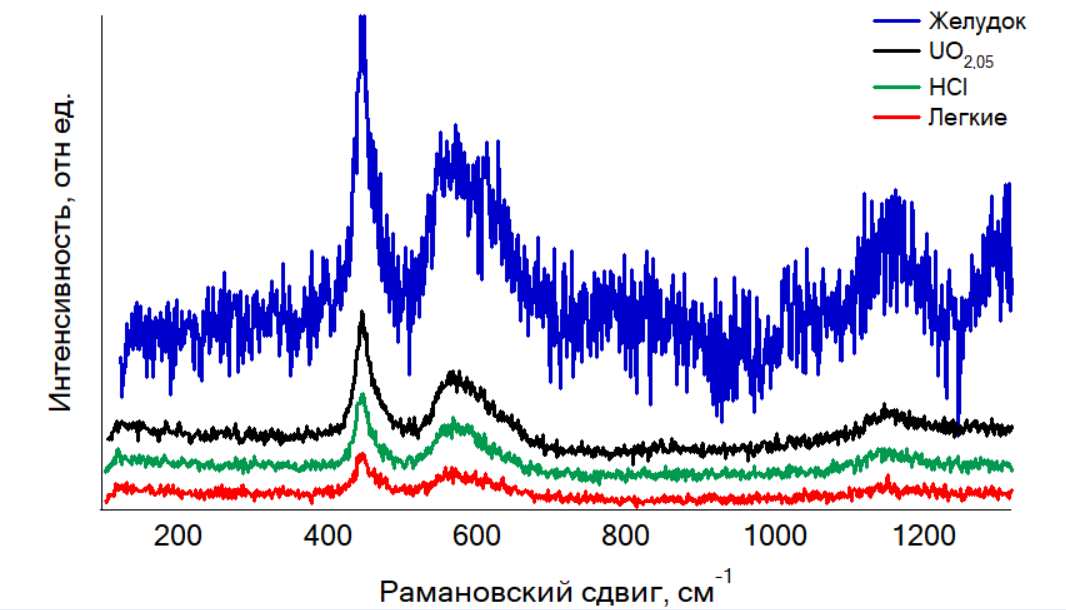 Желудок
UO2,05
HCl
Легкие
Интенсивность, отн ед.
200 400 600 800 1000 1200
Рамановский сдвиг, см-1